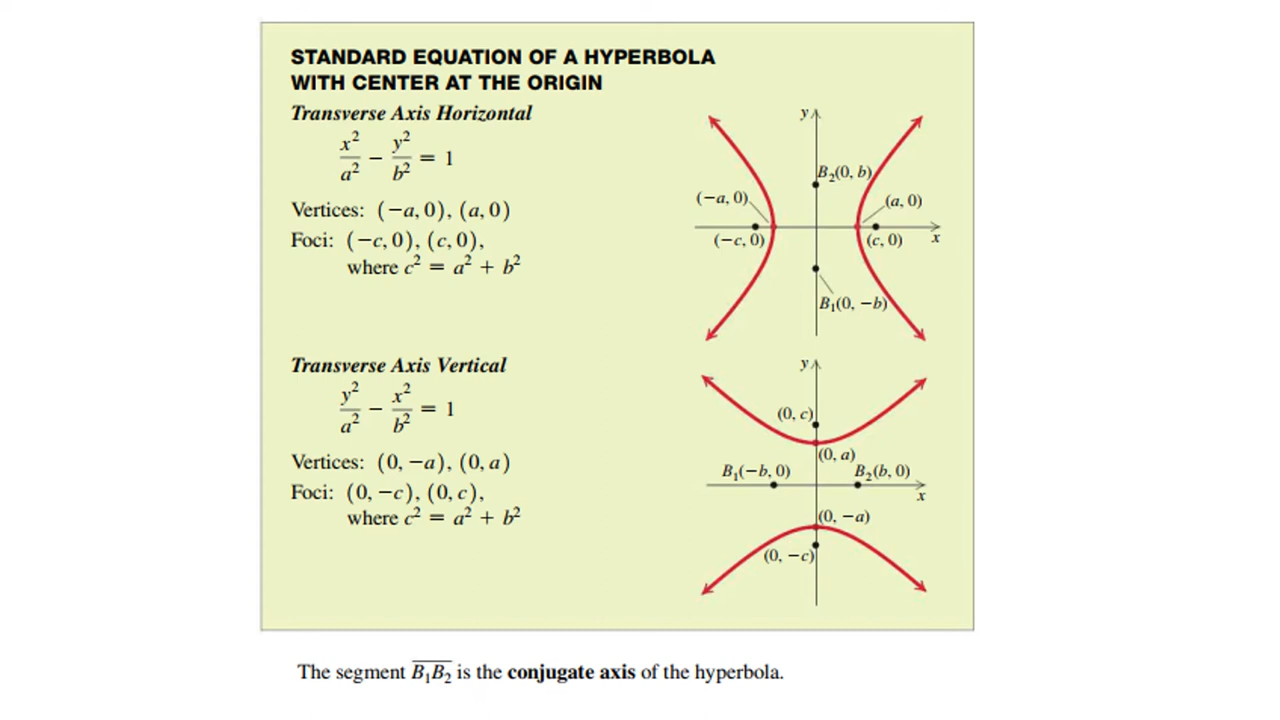 STANDARD EQUATION OF A HYPERBOLA
WITH CENTER AT THE ORIGIN
Transverse Axis Horizontal
x²/a² − y²/b² = 1
Vertices: (−a, 0), (a, 0)
Foci: (−c, 0), (c, 0),
where c² = a² + b²
y
B₂(0, b)
(−a, 0)
(a, 0)
(−c, 0)
(c, 0)
x
B₁(0, −b)
Transverse Axis Vertical
y²/a² − x²/b² = 1
Vertices: (0, −a), (0, a)
Foci: (0, −c), (0, c),
where c² = a² + b²
y
(0, c)
(0, a)
B₁(−b, 0)
B₂(b, 0)
x
(0, −a)
(0, −c)
The segment B̅₁B̅₂ is the conjugate axis of the hyperbola.